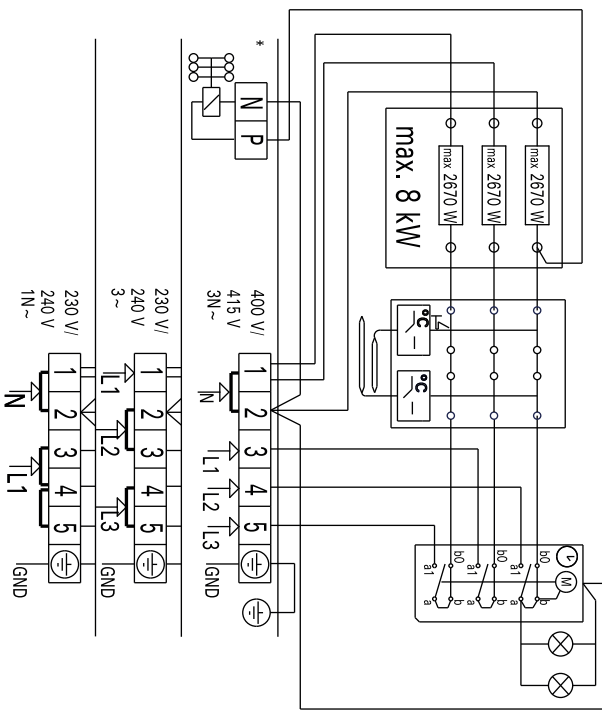 *
N
P
max. 8 kW
max 2670 W
max 2670 W
max 2670 W
°C
°C
400 V/
415 V
3N~
1
2
3
4
5
N
L1
L2
L3
GND
230 V/
240 V
3~
1
2
3
4
5
L1
L2
L3
GND
230 V/
240 V
1N~
1
2
3
4
5
N
L1
GND
M
b0
a1
b0
a1
b0
a1
a
b
a
b
a
b